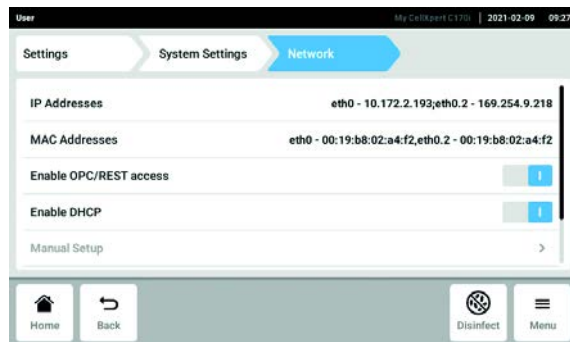 User My CellXpert C170i | 2021-02-09 09:27
Settings System Settings Network
IP Addresses eth0 - 10.172.2.193;eth0.2 - 169.254.9.218
MAC Addresses eth0 - 00:19:b8:02:a4:f2,eth0.2 - 00:19:b8:02:a4:f2
Enable OPC/REST access
Enable DHCP
Manual Setup
Home Back Disinfect Menu